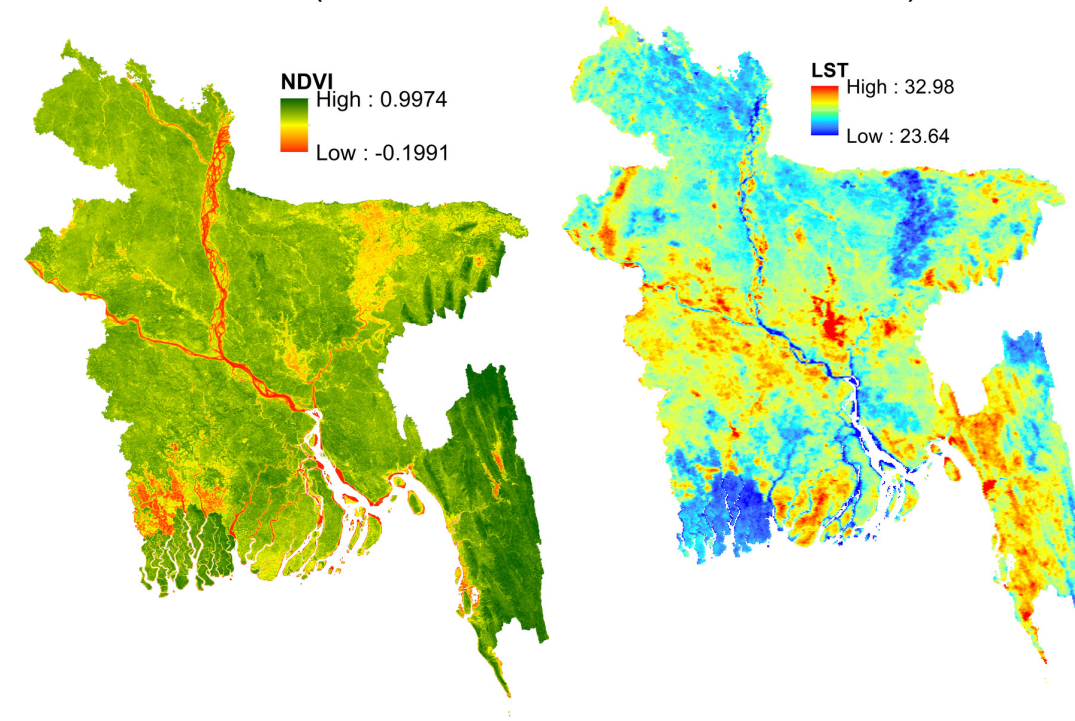 NDVI
High : 0.9974
Low : -0.1991
LST
High : 32.98
Low : 23.64